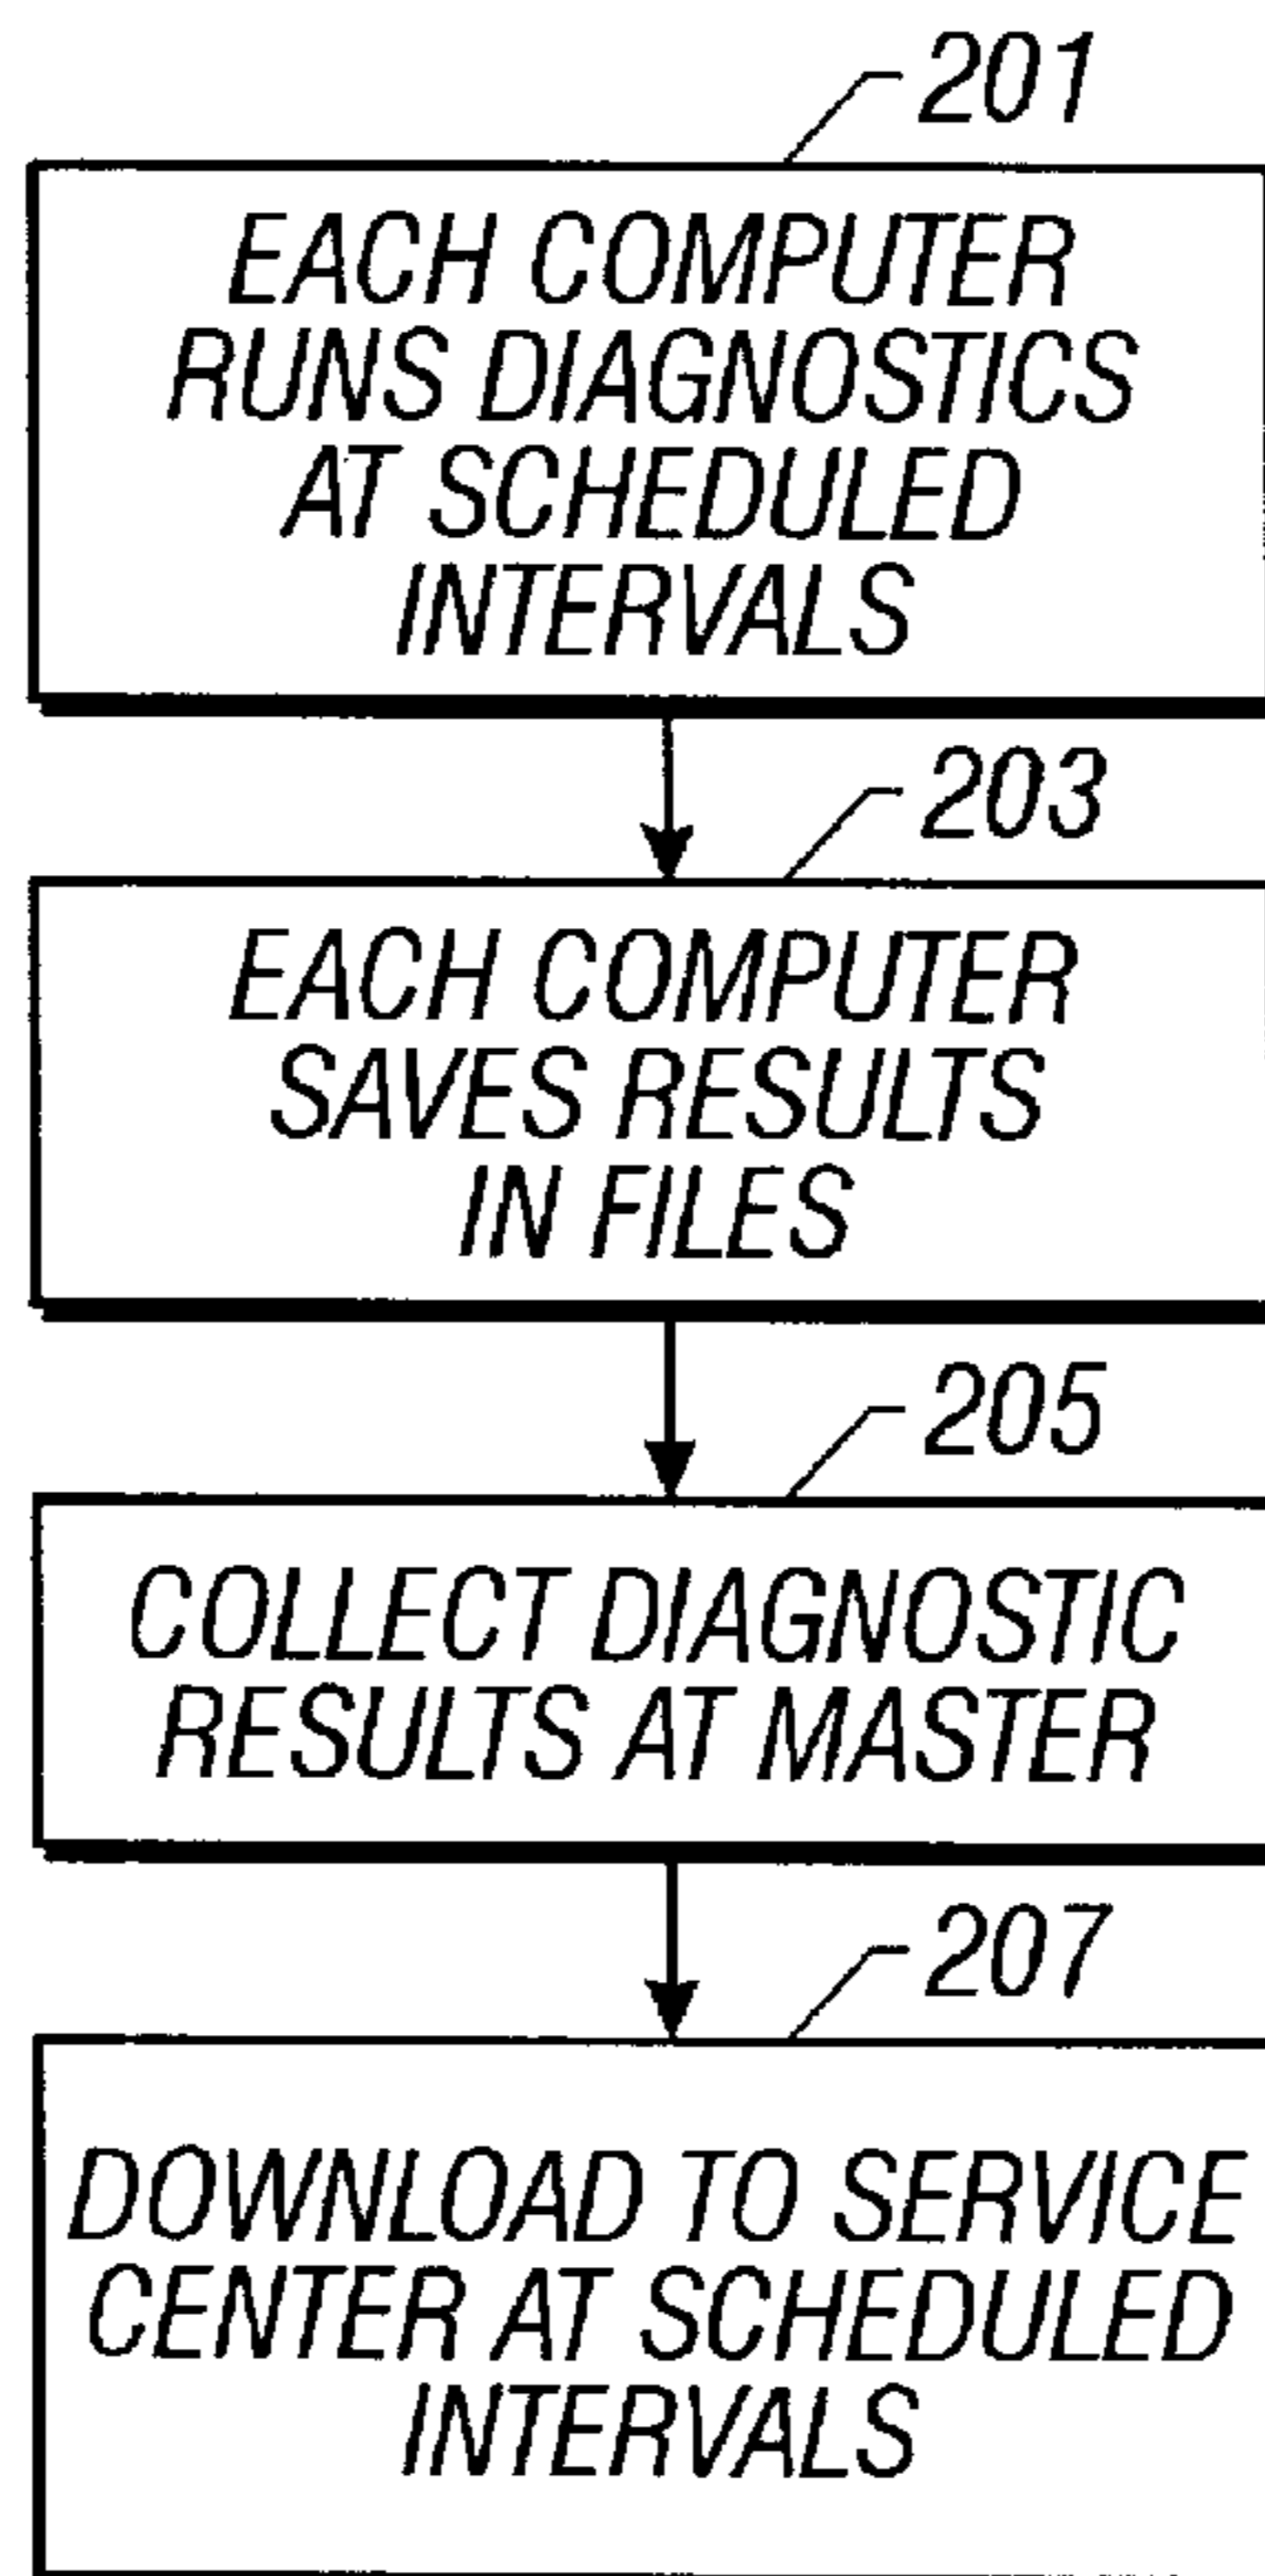 201
EACH COMPUTER
RUNS DIAGNOSTICS
AT SCHEDULED
INTERVALS
203
EACH COMPUTER
SAVES RESULTS
IN FILES
205
COLLECT DIAGNOSTIC
RESULTS AT MASTER
207
DOWNLOAD TO SERVICE
CENTER AT SCHEDULED
INTERVALS